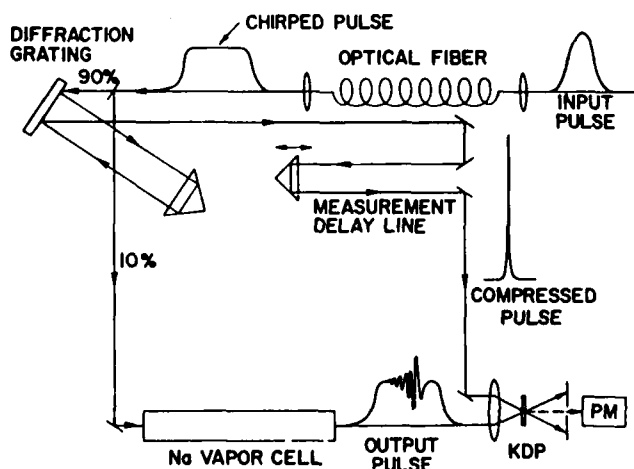 DIFFRACTION
GRATING
CHIRPED PULSE
OPTICAL FIBER
90%
INPUT
PULSE
MEASUREMENT
DELAY LINE
10%
COMPRESSED
PULSE
Na VAPOR CELL
OUTPUT
PULSE
KDP
PM